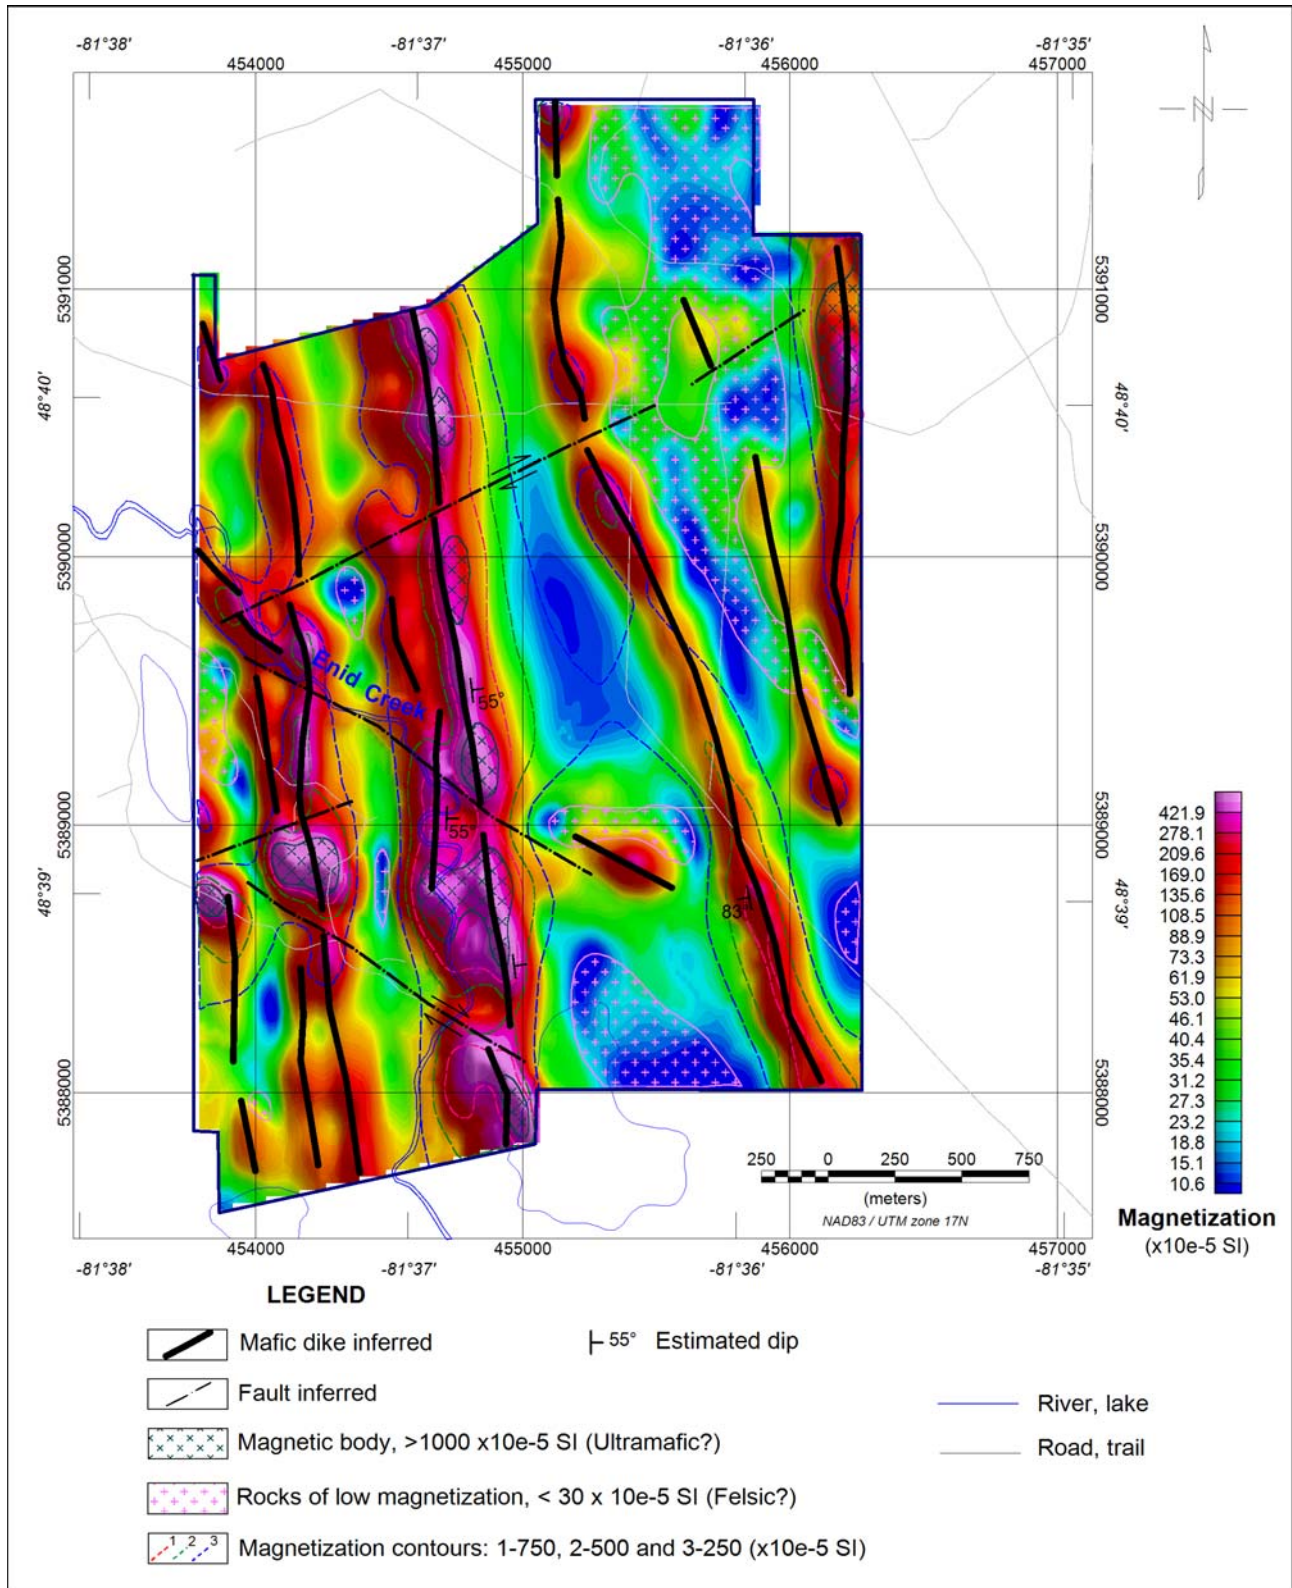 -81°38' -81°37' -81°36' -81°35'
454000 455000 456000 457000
N
5391000 5391000
48°40' 48°40'
5390000 5390000
Enid Creek
55°
55°
5389000 5389000
48°39' 48°39'
83°
5388000 5388000
421.9
278.1
209.6
169.0
135.6
108.5
88.9
73.3
61.9
53.0
46.1
40.4
35.4
31.2
27.3
23.2
18.8
15.1
10.6
Magnetization
(x10e-5 SI)
250 0 250 500 750
(meters)
NAD83 / UTM zone 17N
454000 455000 456000 457000
-81°38' -81°37' -81°36' -81°35'
LEGEND
Mafic dike inferred
55° Estimated dip
Fault inferred
River, lake
Magnetic body, >1000 x10e-5 SI (Ultramafic?)
Road, trail
Rocks of low magnetization, < 30 x 10e-5 SI (Felsic?)
1 2 3 Magnetization contours: 1-750, 2-500 and 3-250 (x10e-5 SI)